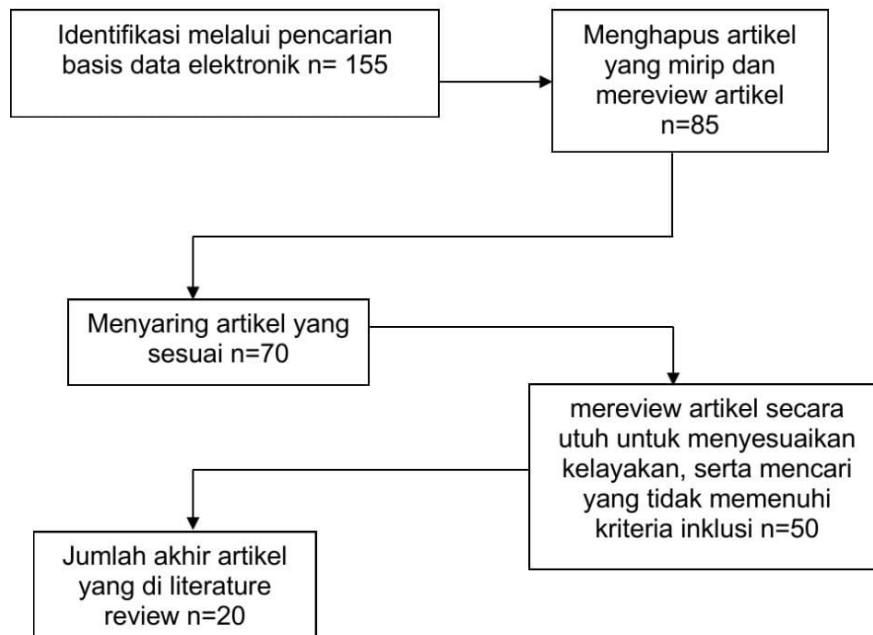 Identifikasi melalui pencarian
basis data elektronik n= 155
Menghapus artikel
yang mirip dan
mereview artikel
n=85
Menyaring artikel yang
sesuai n=70
mereview artikel secara
utuh untuk menyesuaikan
kelayakan, serta mencari
yang tidak memenuhi
kriteria inklusi n=50
Jumlah akhir artikel
yang di literature
review n=20